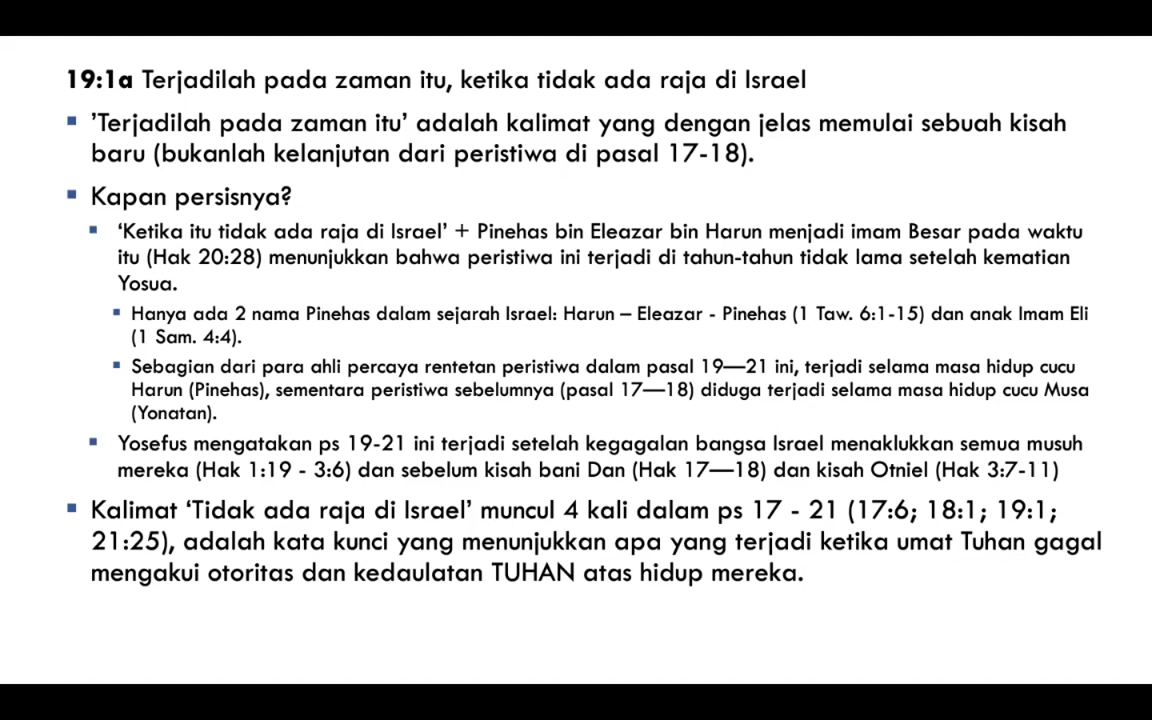 19:1a Terjadilah pada zaman itu, ketika tidak ada raja di Israel
▪ ’Terjadilah pada zaman itu’ adalah kalimat yang dengan jelas memulai sebuah kisah
baru (bukanlah kelanjutan dari peristiwa di pasal 17-18).
▪ Kapan persisnya?
▪ ‘Ketika itu tidak ada raja di Israel’ + Pinehas bin Eleazar bin Harun menjadi imam Besar pada waktu
itu (Hak 20:28) menunjukkan bahwa peristiwa ini terjadi di tahun-tahun tidak lama setelah kematian
Yosua.
▪ Hanya ada 2 nama Pinehas dalam sejarah Israel: Harun – Eleazar - Pinehas (1 Taw. 6:1-15) dan anak Imam Eli
(1 Sam. 4:4).
▪ Sebagian dari para ahli percaya rentetan peristiwa dalam pasal 19—21 ini, terjadi selama masa hidup cucu
Harun (Pinehas), sementara peristiwa sebelumnya (pasal 17—18) diduga terjadi selama masa hidup cucu Musa
(Yonatan).
▪ Yosefus mengatakan ps 19-21 ini terjadi setelah kegagalan bangsa Israel menaklukkan semua musuh
mereka (Hak 1:19 - 3:6) dan sebelum kisah bani Dan (Hak 17—18) dan kisah Otniel (Hak 3:7-11)
▪ Kalimat ‘Tidak ada raja di Israel’ muncul 4 kali dalam ps 17 - 21 (17:6; 18:1; 19:1;
21:25), adalah kata kunci yang menunjukkan apa yang terjadi ketika umat Tuhan gagal
mengakui otoritas dan kedaulatan TUHAN atas hidup mereka.